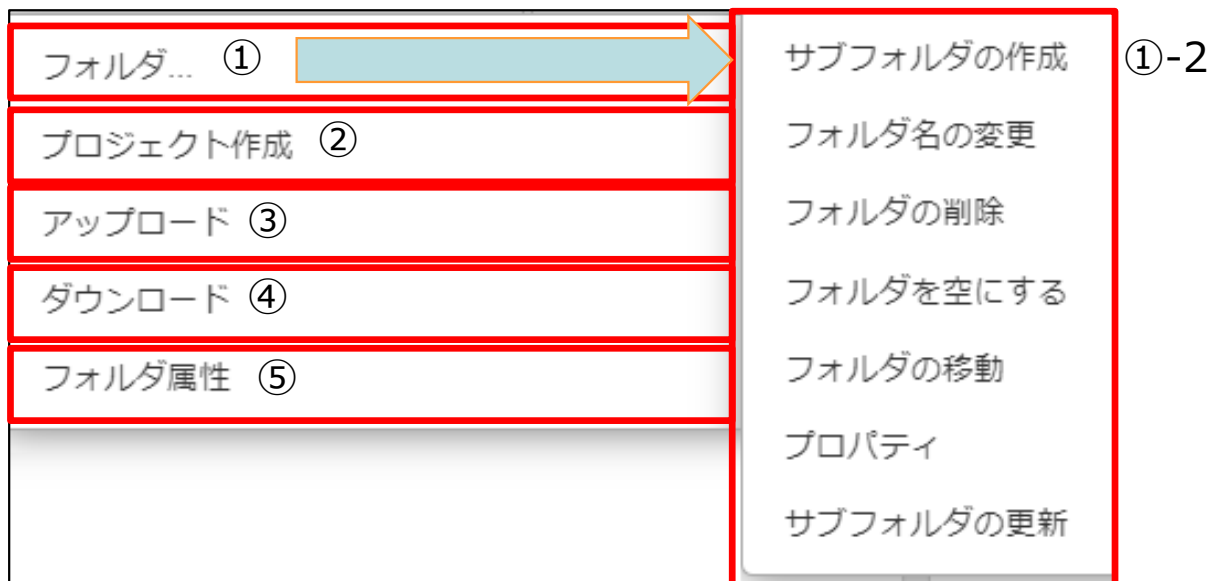 フォルダ... ①
プロジェクト作成 ②
アップロード ③
ダウンロード ④
フォルダ属性 ⑤
サブフォルダの作成 ①-2
フォルダ名の変更
フォルダの削除
フォルダを空にする
フォルダの移動
プロパティ
サブフォルダの更新